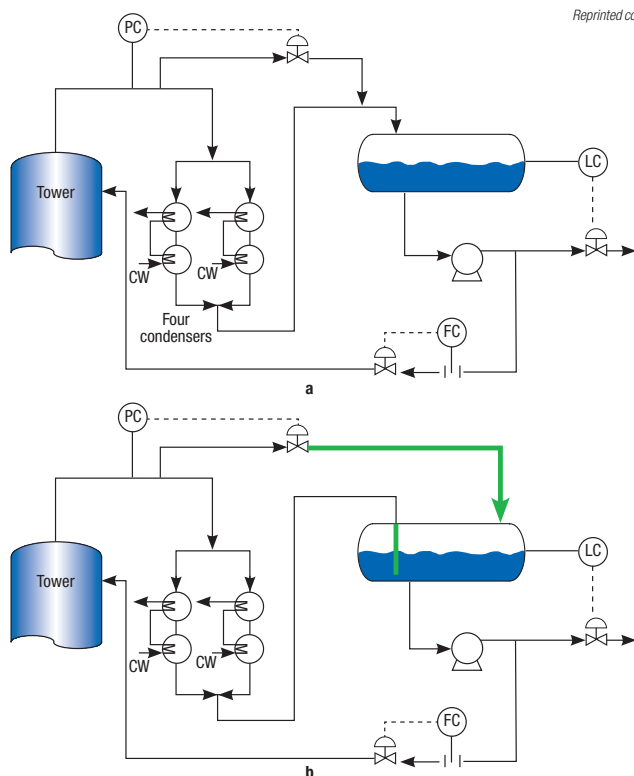 Reprinted co
PC
Tower
LC
CW
CW
Four
condensers
FC
a
PC
Tower
LC
CW
CW
FC
b